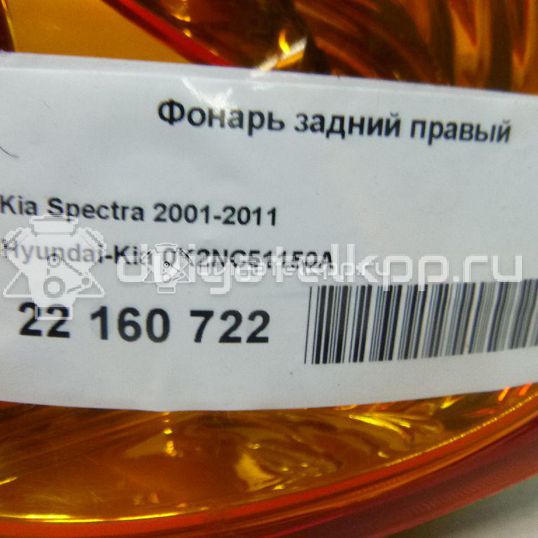 Фонарь задний правый
Kia Spectra 2001-2011
Hyundai-Kia 0K2NC51150A
22 160 722